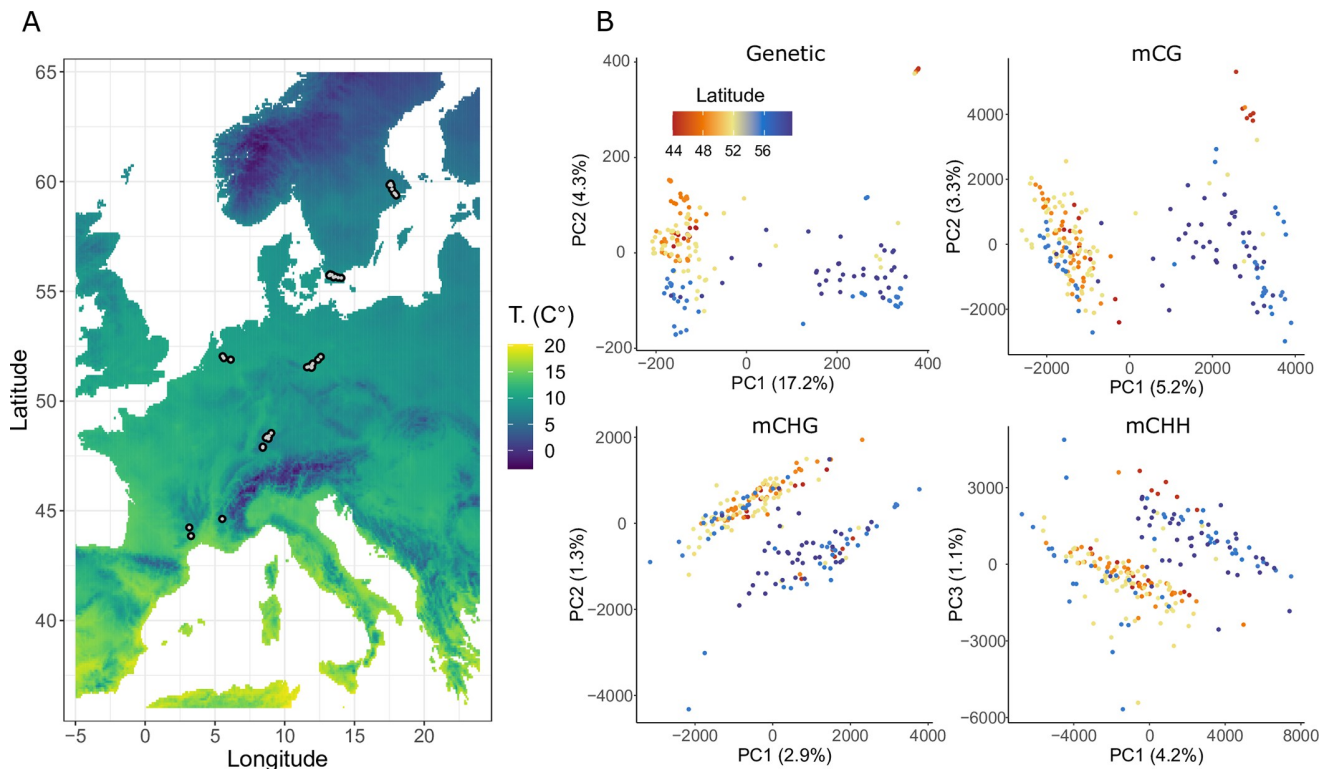 A
65
60
55
50
45
40
Latitude
−5
0
5
10
15
20
Longitude
T. (C°)
20
15
10
5
0
B
Genetic
Latitude
44 48 52 56
400
200
0
−200
PC2 (4.3%)
−200 0 200 400
PC1 (17.2%)
mCG
4000
2000
0
−2000
PC2 (3.3%)
−2000 0 2000 4000
PC1 (5.2%)
mCHG
2000
0
−2000
−4000
PC2 (1.3%)
−2000 0 2000 4000
PC1 (2.9%)
mCHH
3000
0
−3000
−6000
PC3 (1.1%)
−4000 0 4000 8000
PC1 (4.2%)